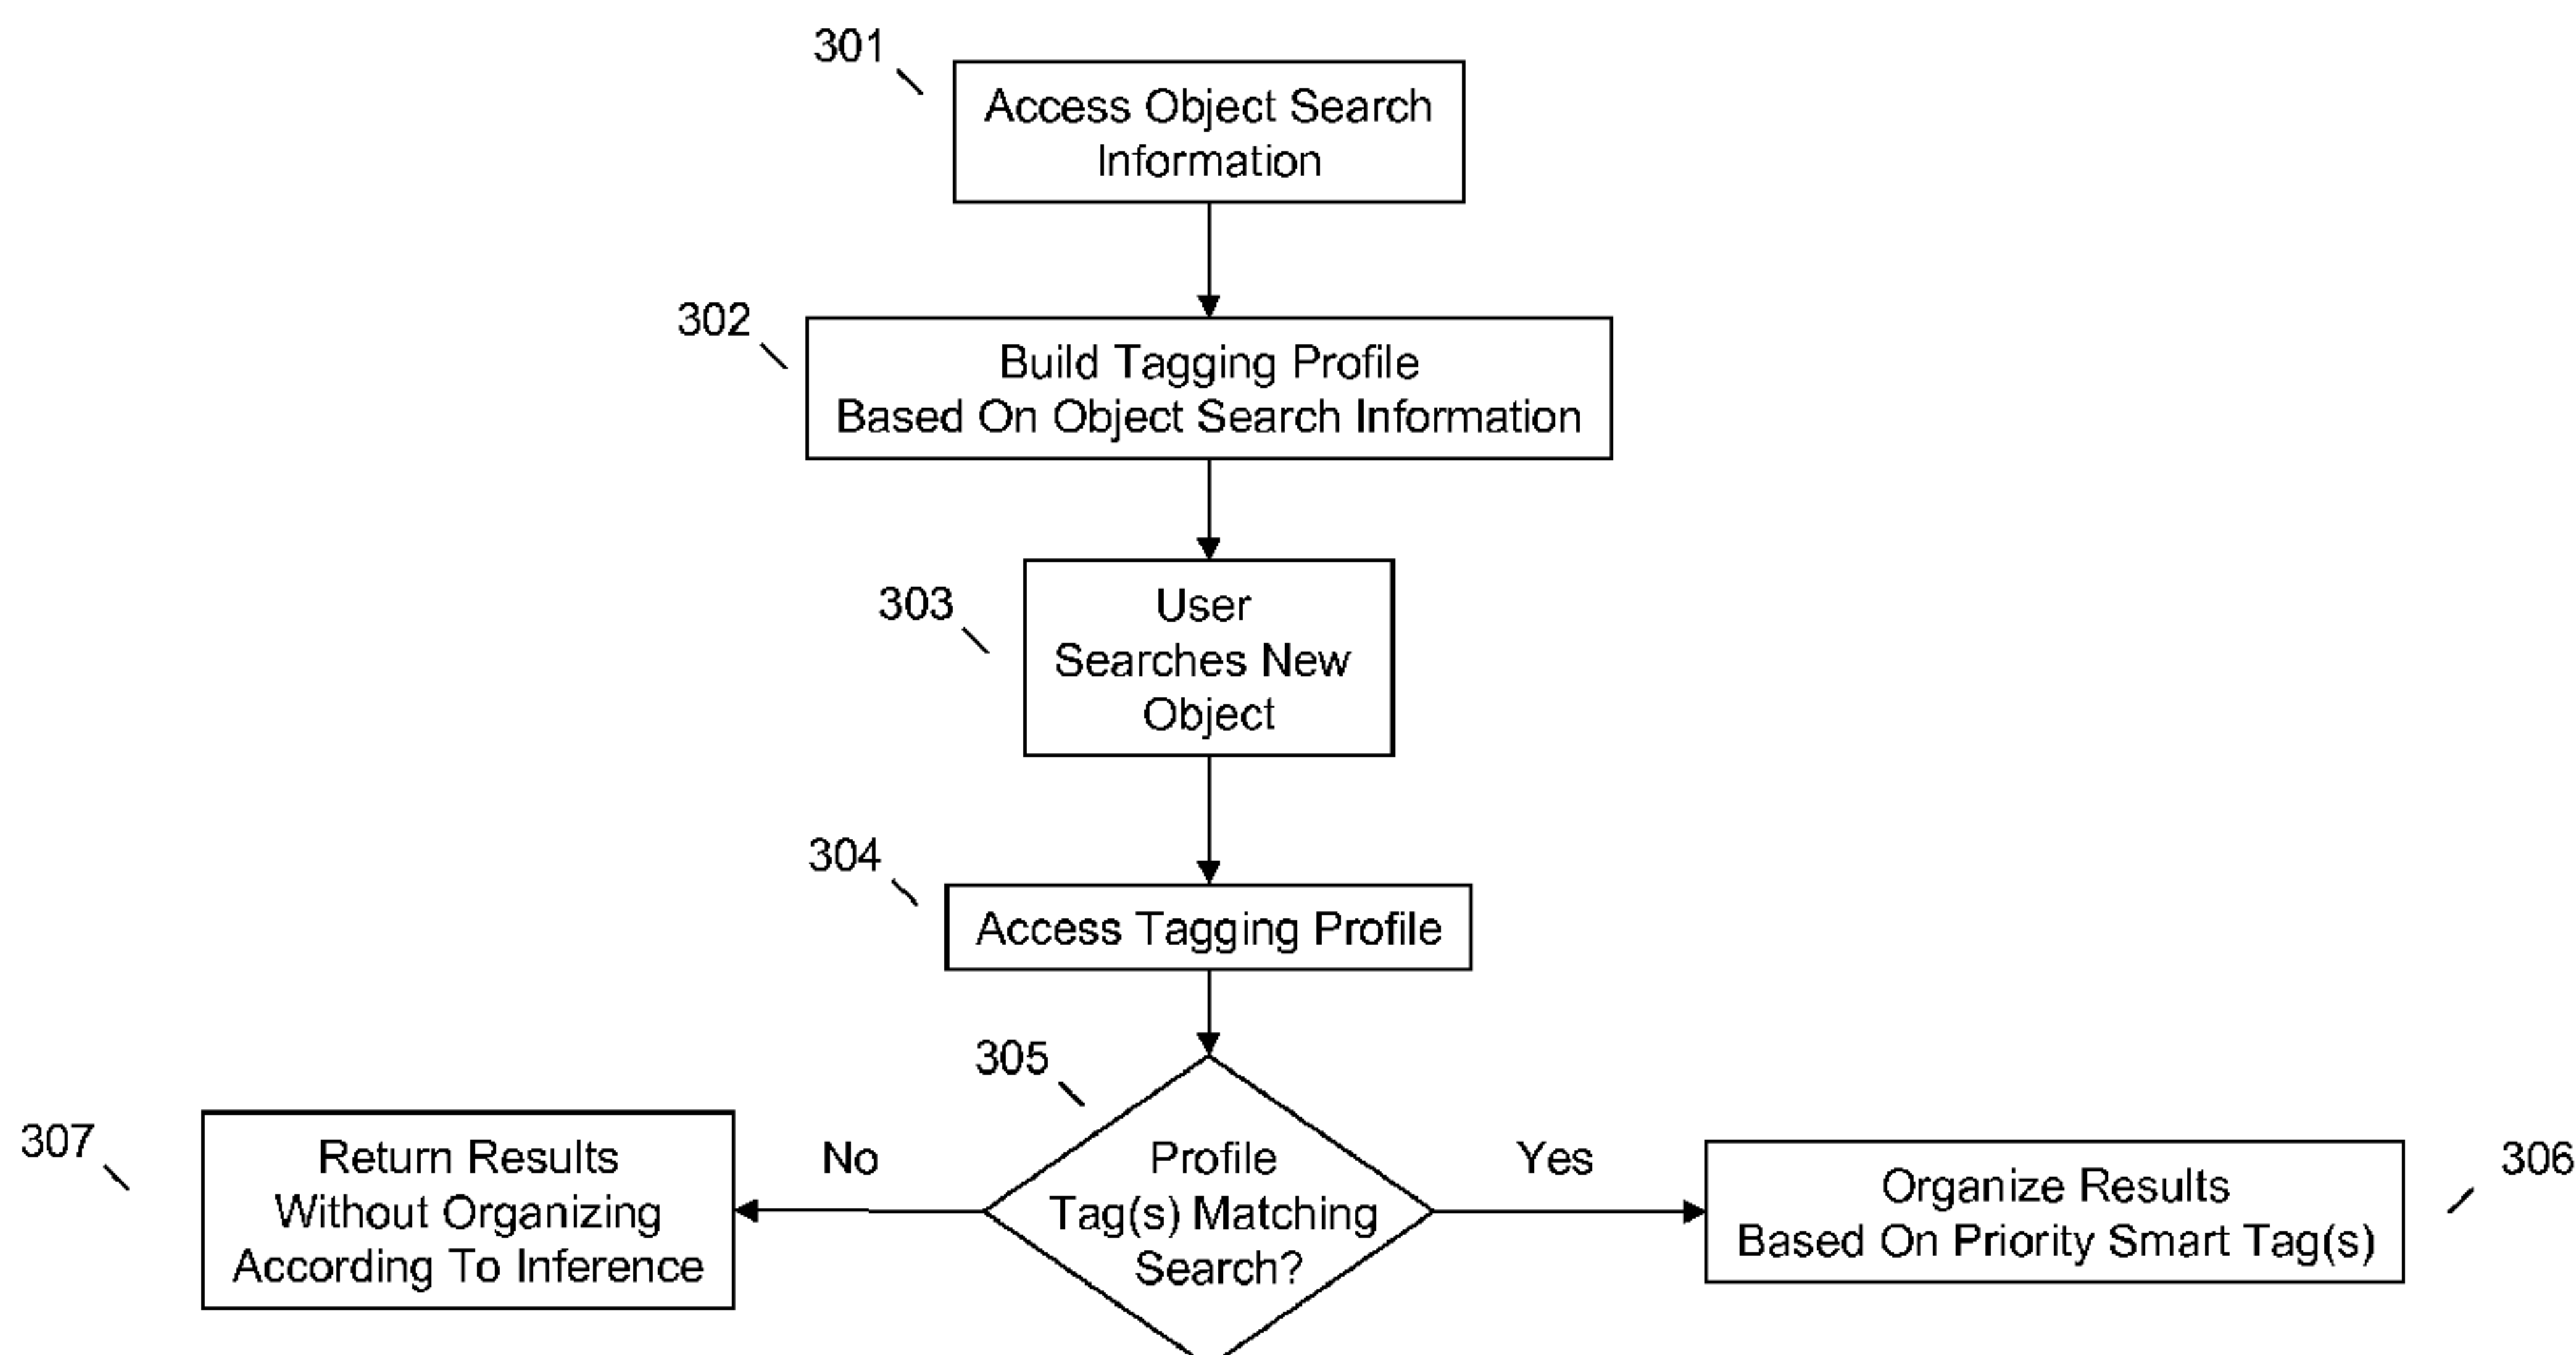 301
Access Object Search
Information
302
Build Tagging Profile
Based On Object Search Information
303
User
Searches New
Object
304
Access Tagging Profile
305
Profile
Tag(s) Matching
Search?
No
Yes
307
Return Results
Without Organizing
According To Inference
306
Organize Results
Based On Priority Smart Tag(s)